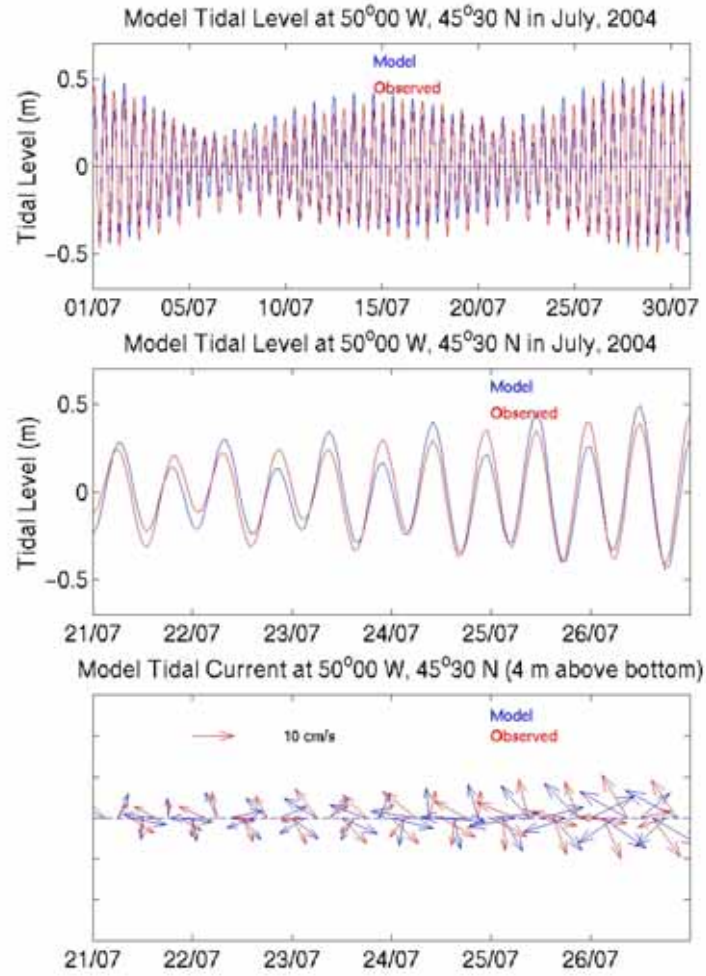 Model Tidal Level at 50°00 W, 45°30 N in July, 2004
Model
Observed
Tidal Level (m)
0.5
0
−0.5
01/07 05/07 10/07 15/07 20/07 25/07 30/07
Model Tidal Level at 50°00 W, 45°30 N in July, 2004
Model
Observed
Tidal Level (m)
0.5
0
−0.5
21/07 22/07 23/07 24/07 25/07 26/07
Model Tidal Current at 50°00 W, 45°30 N (4 m above bottom)
Model
10 cm/s Observed
21/07 22/07 23/07 24/07 25/07 26/07